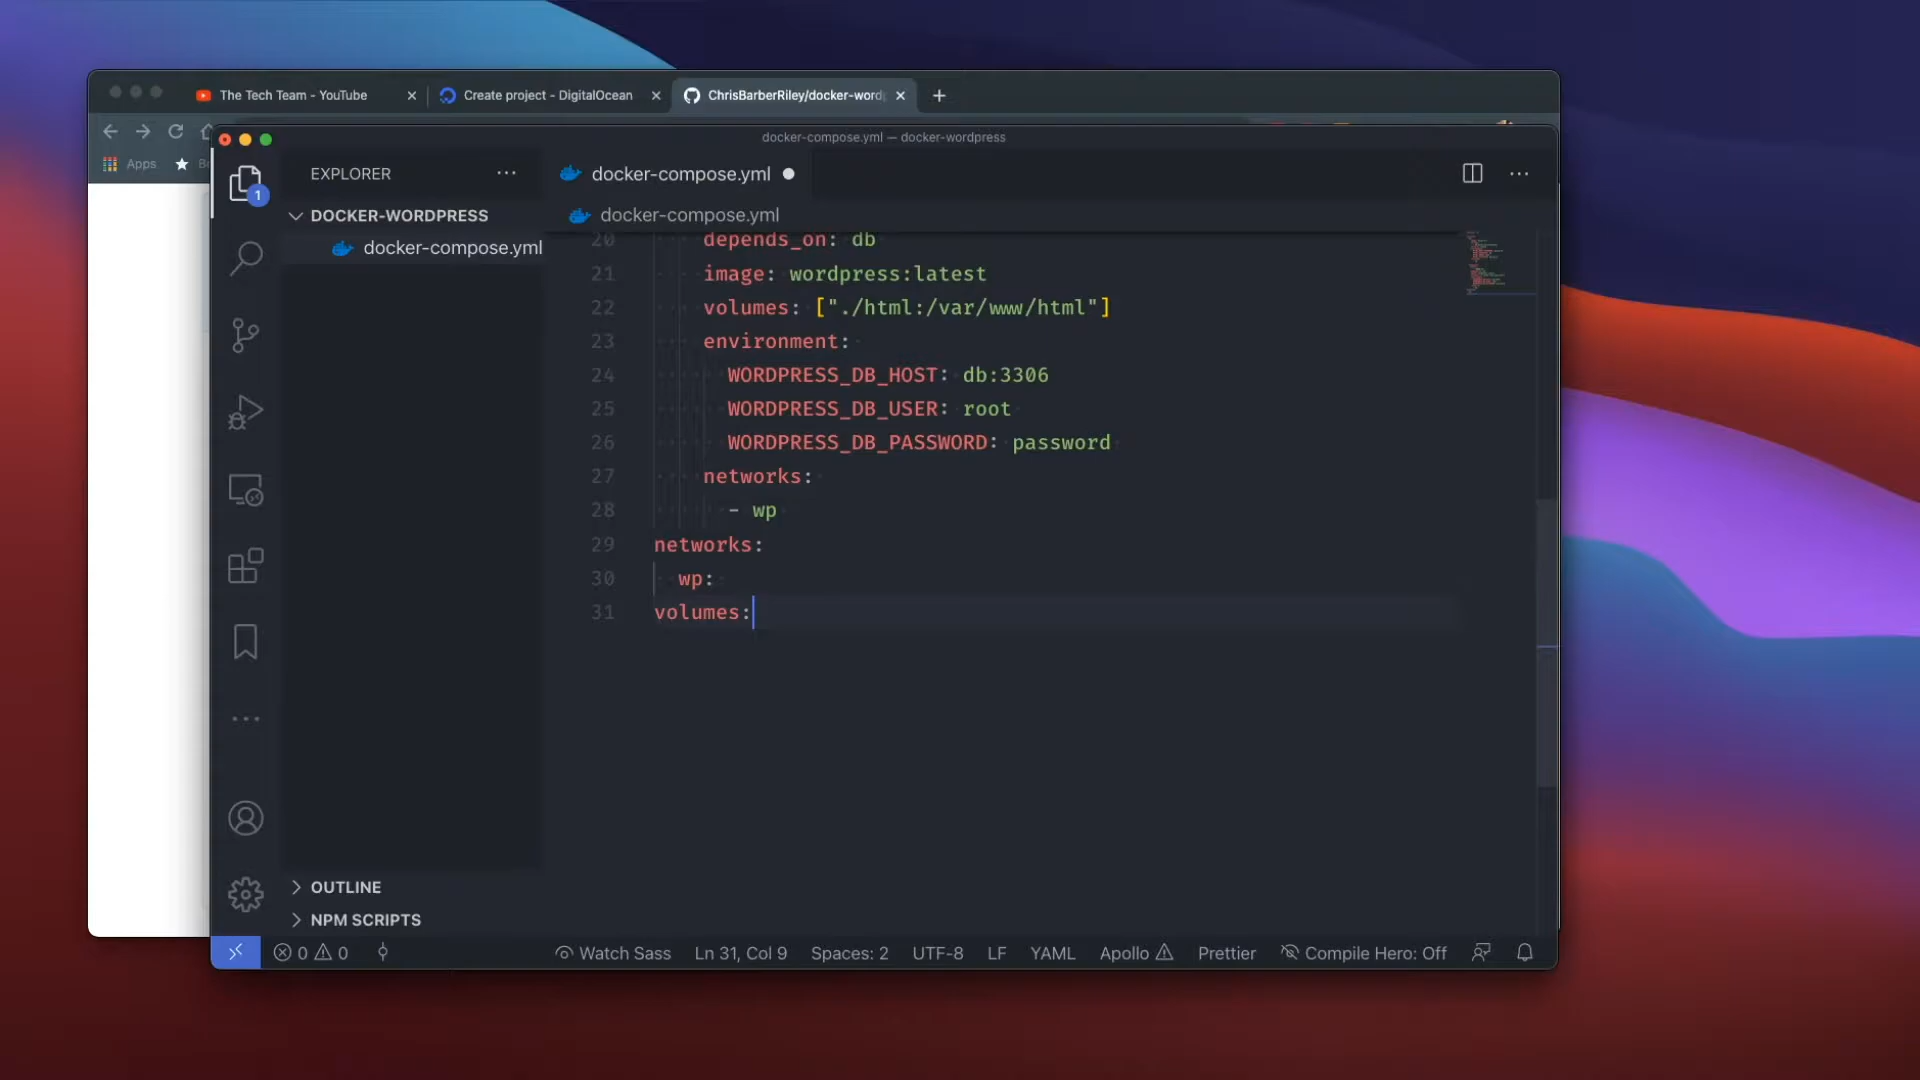 The Tech Team - YouTube
Create project - DigitalOcean
ChrisBarberRiley/docker-word
Apps
docker-compose.yml — docker-wordpress
EXPLORER
docker-compose.yml
1
DOCKER-WORDPRESS
docker-compose.yml
docker-compose.yml
20 depends_on: db
21 image: wordpress:latest
22 volumes: ["./html:/var/www/html"]
23 environment:
24 WORDPRESS_DB_HOST: db:3306
25 WORDPRESS_DB_USER: root
26 WORDPRESS_DB_PASSWORD: password
27 networks:
28 - wp
29 networks:
30 wp:
31 volumes:
OUTLINE
NPM SCRIPTS
0 0 Watch Sass Ln 31, Col 9 Spaces: 2 UTF-8 LF YAML Apollo Prettier Compile Hero: Off